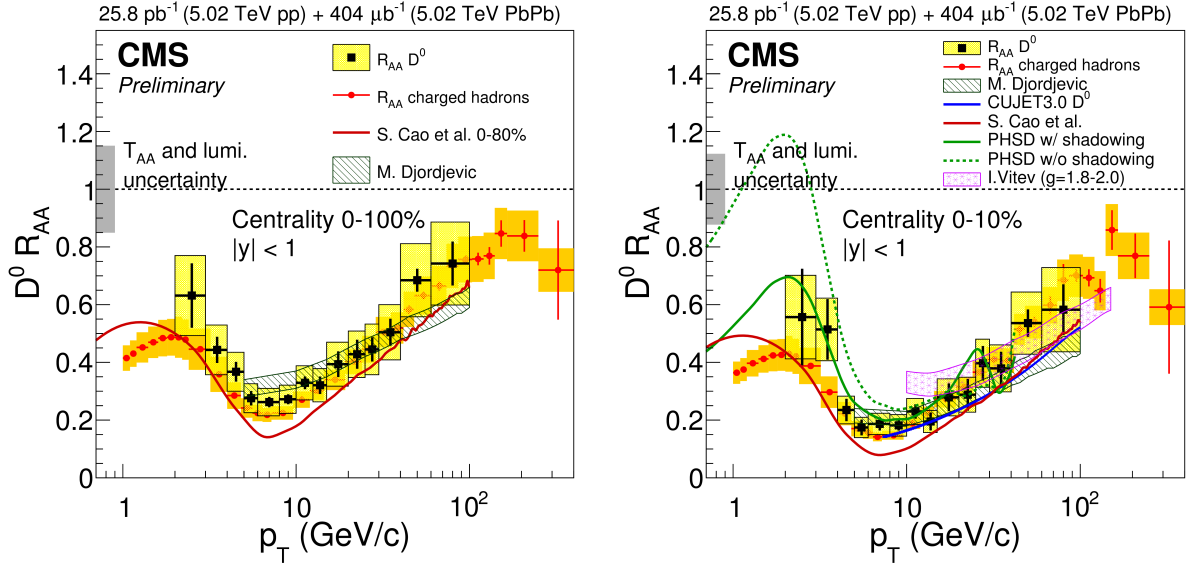 25.8 pb⁻¹ (5.02 TeV pp) + 404 μb⁻¹ (5.02 TeV PbPb)
CMS
Preliminary
R_AA D⁰
R_AA charged hadrons
S. Cao et al. 0-80%
M. Djordjevic
T_AA and lumi.
uncertainty
Centrality 0-100%
|y| < 1
D⁰ R_AA
1.4
1.2
1
0.8
0.6
0.4
0.2
0
1
10
10²
p_T (GeV/c)
25.8 pb⁻¹ (5.02 TeV pp) + 404 μb⁻¹ (5.02 TeV PbPb)
CMS
Preliminary
R_AA D⁰
R_AA charged hadrons
M. Djordjevic
CUJET3.0 D⁰
S. Cao et al.
PHSD w/ shadowing
PHSD w/o shadowing
I.Vitev (g=1.8-2.0)
T_AA and lumi.
uncertainty
Centrality 0-10%
|y| < 1
D⁰ R_AA
1.4
1.2
1
0.8
0.6
0.4
0.2
0
1
10
10²
p_T (GeV/c)